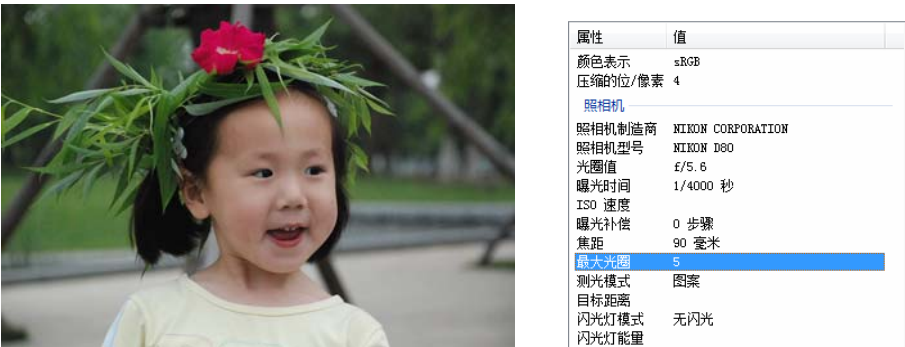 属性 值
颜色表示 sRGB
压缩的位/像素 4
照相机
照相机制造商 NIKON CORPORATION
照相机型号 NIKON D80
光圈值 f/5.6
曝光时间 1/4000 秒
ISO 速度
曝光补偿 0 步骤
焦距 90 毫米
最大光圈 5
测光模式 图案
目标距离
闪光灯模式 无闪光
闪光灯能量